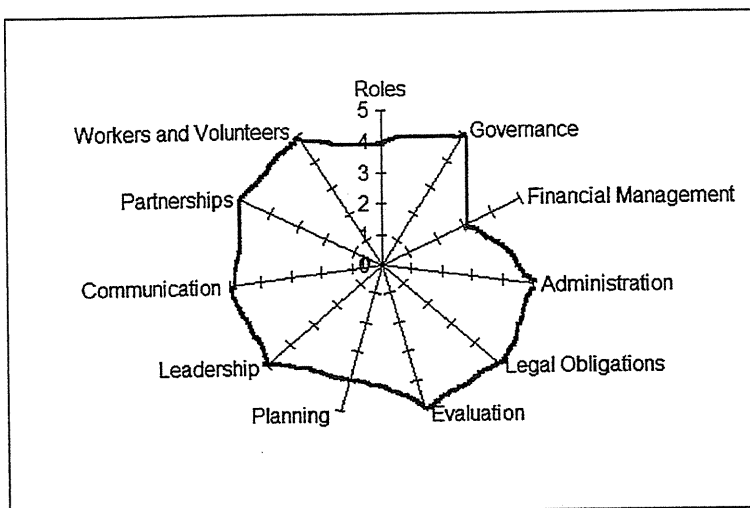 Roles
5
Workers and Volunteers
4
Governance
3
Partnerships
2
Financial Management
1
0
Communication
Administration
Leadership
Legal Obligations
Planning
Evaluation